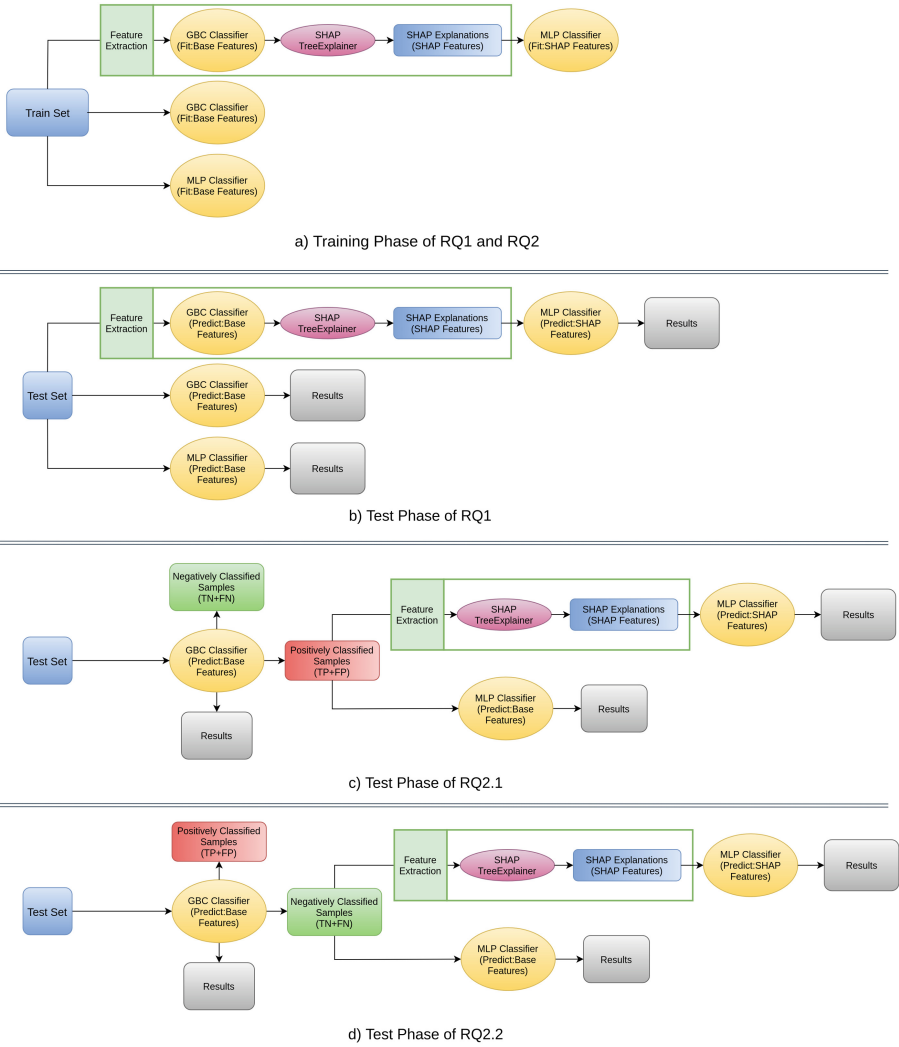 Feature
Extraction
GBC Classifier
(Fit:Base Features)
SHAP
TreeExplainer
SHAP Explanations
(SHAP Features)
MLP Classifier
(Fit:SHAP Features)
Train Set
GBC Classifier
(Fit:Base Features)
MLP Classifier
(Fit:Base Features)
a) Training Phase of RQ1 and RQ2
Feature
Extraction
GBC Classifier
(Predict:Base
Features)
SHAP
TreeExplainer
SHAP Explanations
(SHAP Features)
MLP Classifier
(Predict:SHAP
Features)
Results
Test Set
GBC Classifier
(Predict:Base
Features)
Results
MLP Classifier
(Predict:Base
Features)
Results
b) Test Phase of RQ1
Negatively Classified
Samples
(TN+FN)
Feature
Extraction
SHAP
TreeExplainer
SHAP Explanations
(SHAP Features)
MLP Classifier
(Predict:SHAP
Features)
Results
Test Set
GBC Classifier
(Predict:Base
Features)
Positively Classified
Samples
(TP+FP)
MLP Classifier
(Predict:Base
Features)
Results
Results
c) Test Phase of RQ2.1
Positively Classified
Samples
(TP+FP)
Feature
Extraction
SHAP
TreeExplainer
SHAP Explanations
(SHAP Features)
MLP Classifier
(Predict:SHAP
Features)
Results
Test Set
GBC Classifier
(Predict:Base
Features)
Negatively Classified
Samples
(TN+FN)
MLP Classifier
(Predict:Base
Features)
Results
Results
d) Test Phase of RQ2.2